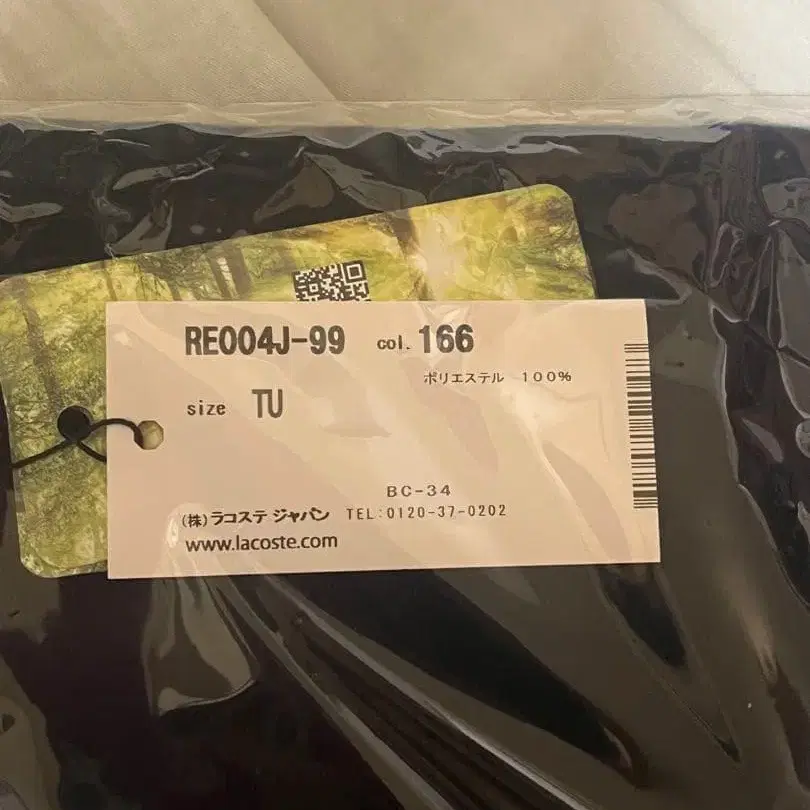 RE004J-99 col. 166
ポリエステル 100%
size TU
BC-34
(株)ラコステ ジャパン TEL:0120-37-0202
www.lacoste.com